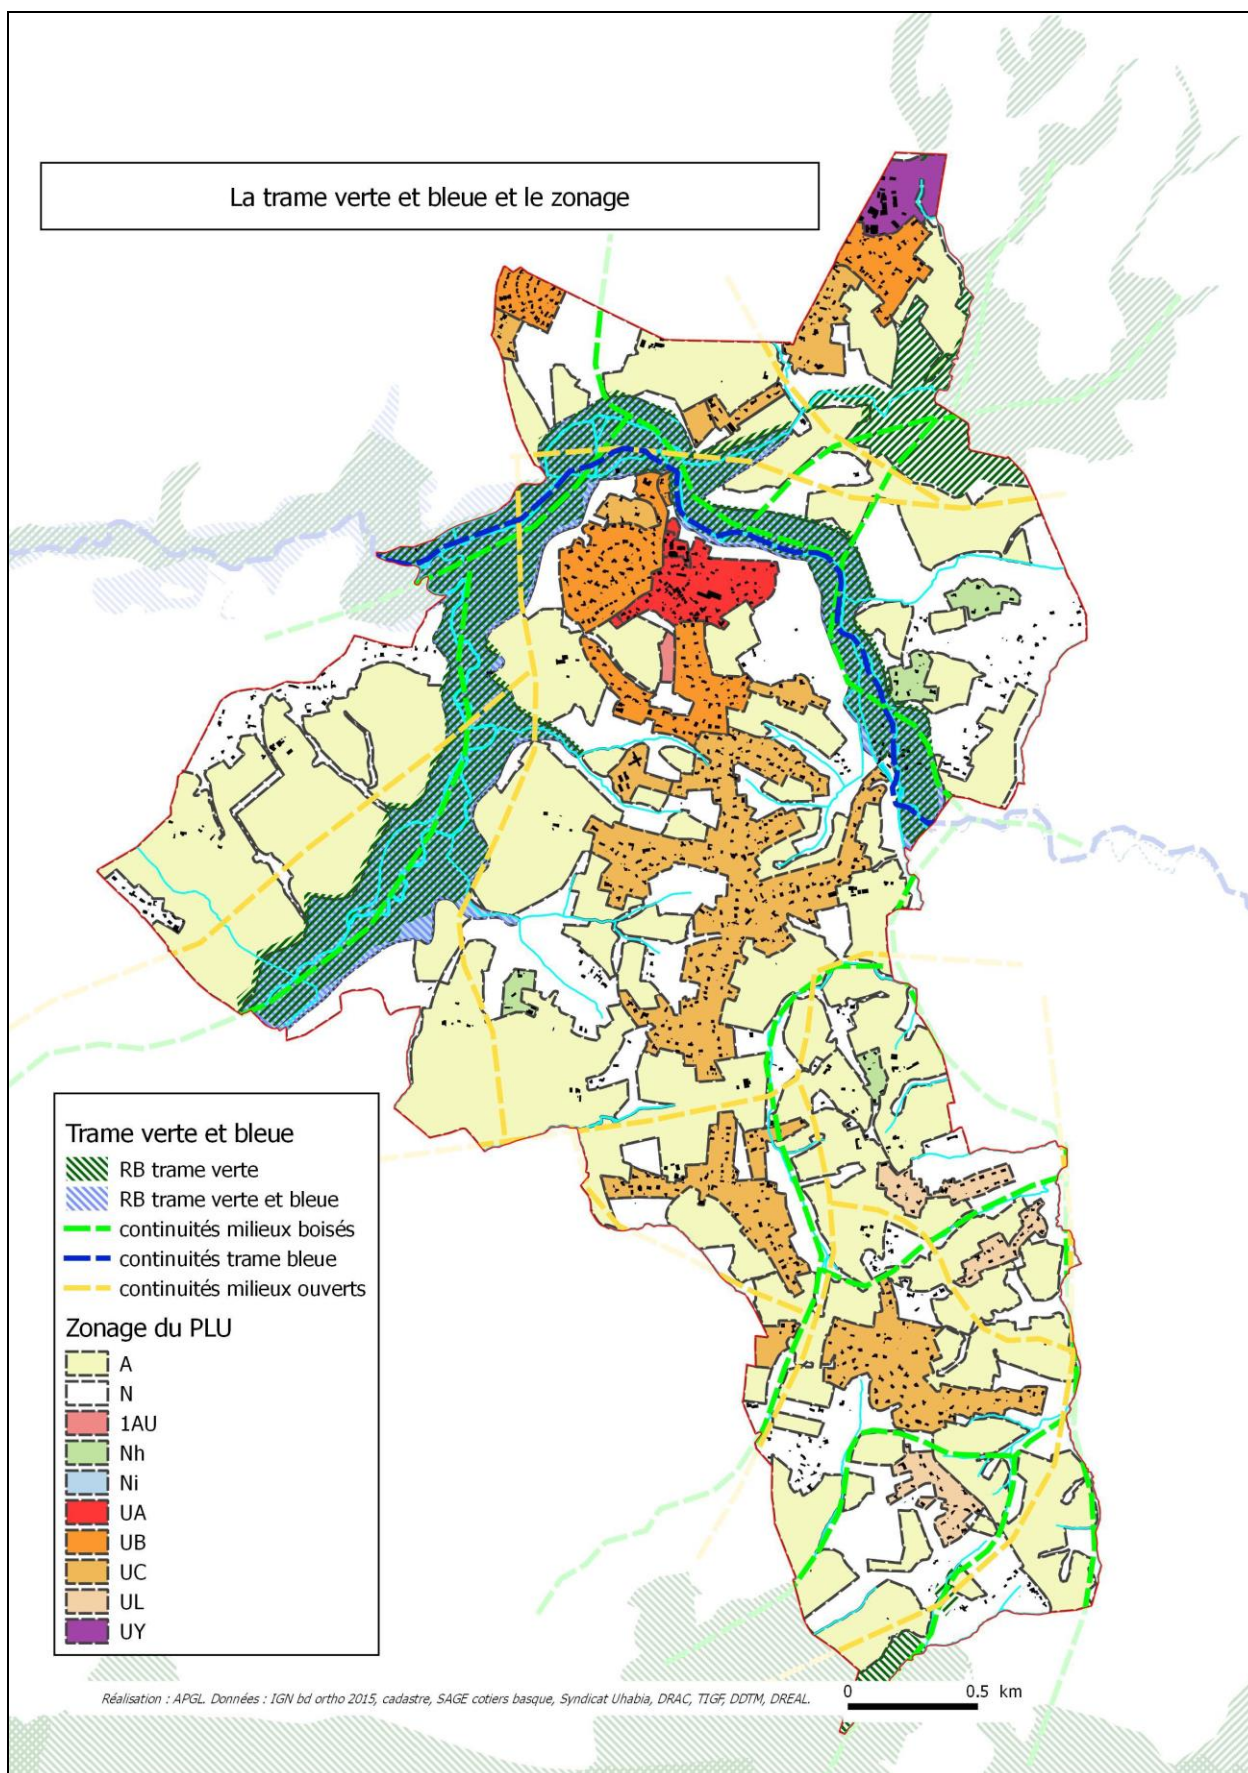 La trame verte et bleue et le zonage
Trame verte et bleue
RB trame verte
RB trame verte et bleue
continuités milieux boisés
continuités trame bleue
continuités milieux ouverts
Zonage du PLU
A
N
1AU
Nh
Ni
UA
UB
UC
UL
UY
Réalisation : APGL. Données : IGN bd ortho 2015, cadastre, SAGE cotiers basque, Syndicat Uhabia, DRAC, TIGF, DDTM, DREAL.
0 0.5 km